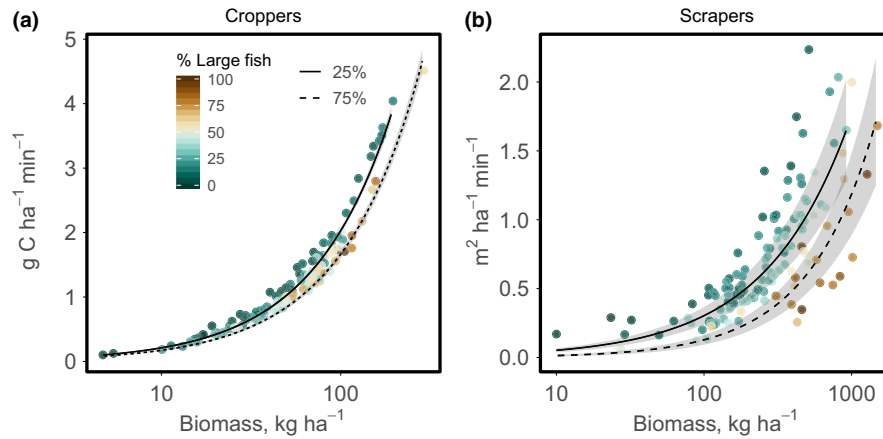 (a)
Croppers
g C ha⁻¹ min⁻¹
5
4
3
2
1
0
% Large fish
100
75
50
25
0
25%
75%
10
100
Biomass, kg ha⁻¹
(b)
Scrapers
m² ha⁻¹ min⁻¹
2.0
1.5
1.0
0.5
0.0
10
100
1000
Biomass, kg ha⁻¹